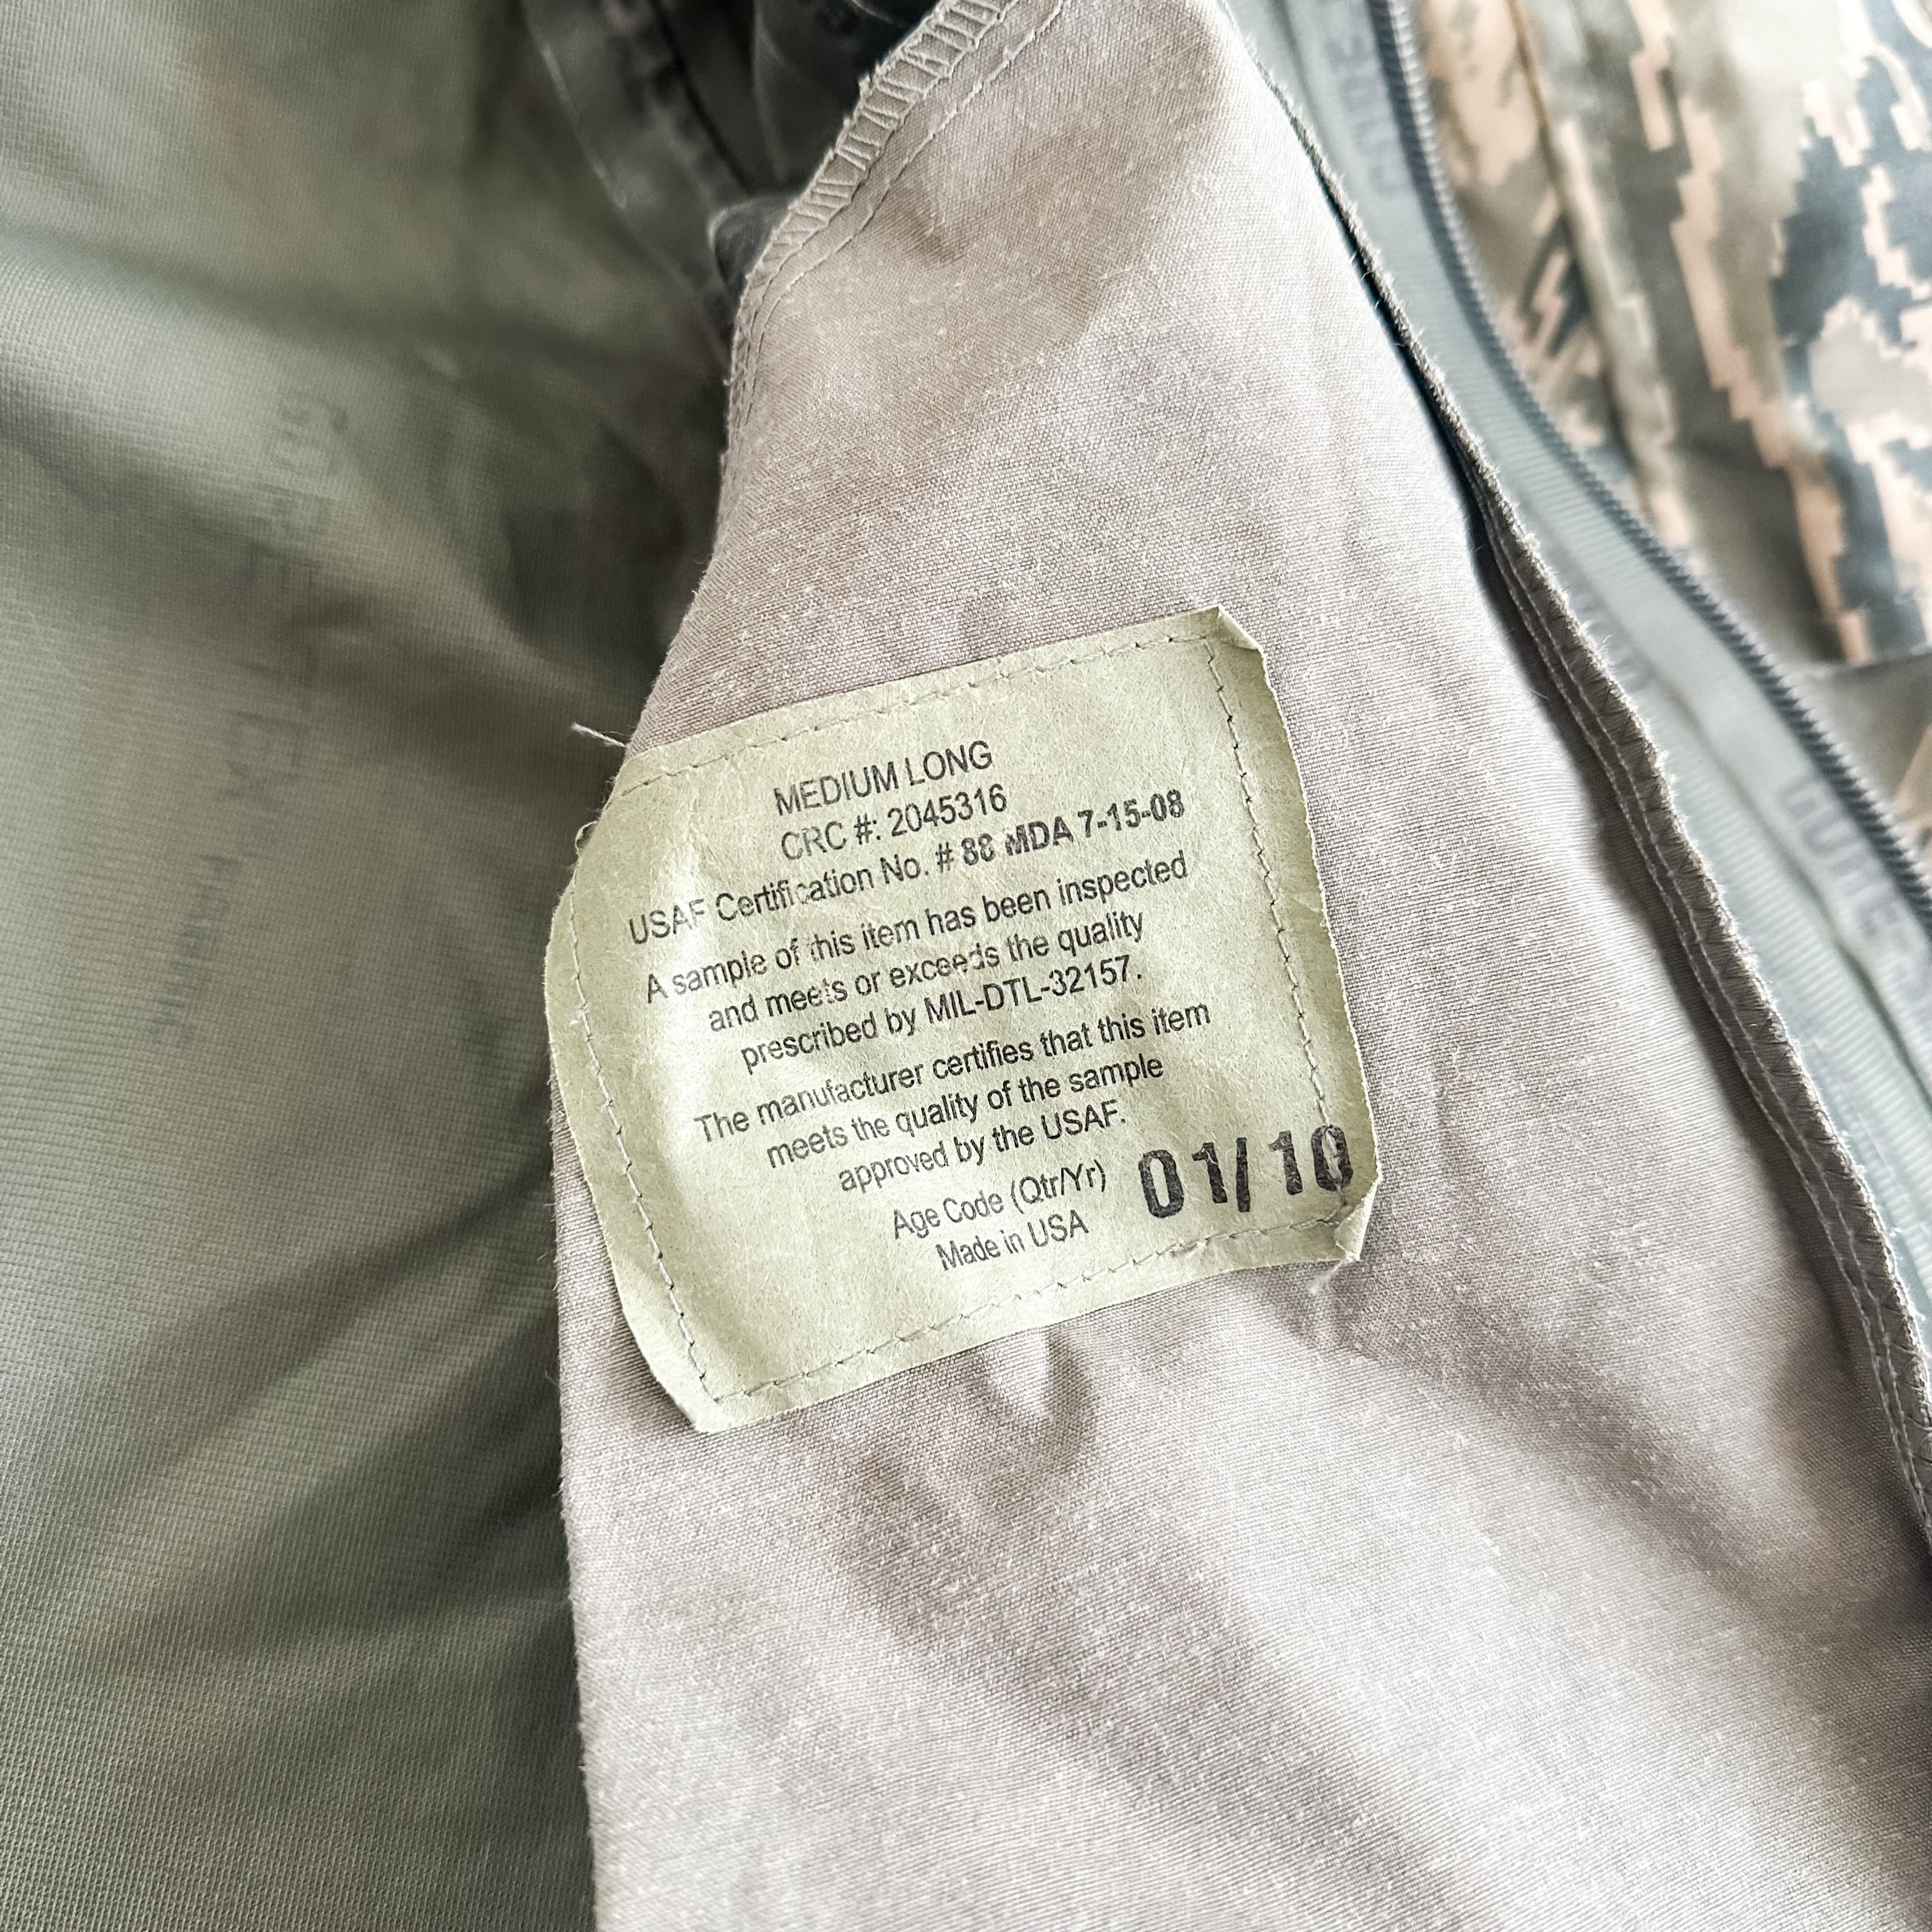 MEDIUM LONG
CRC #: 2045316
USAF Certification No. # 88 MDA 7-15-08
A sample of this item has been inspected
and meets or exceeds the quality
prescribed by MIL-DTL-32157.
The manufacturer certifies that this item
meets the quality of the sample
approved by the USAF.
Age Code (Qtr/Yr) 01/10
Made in USA